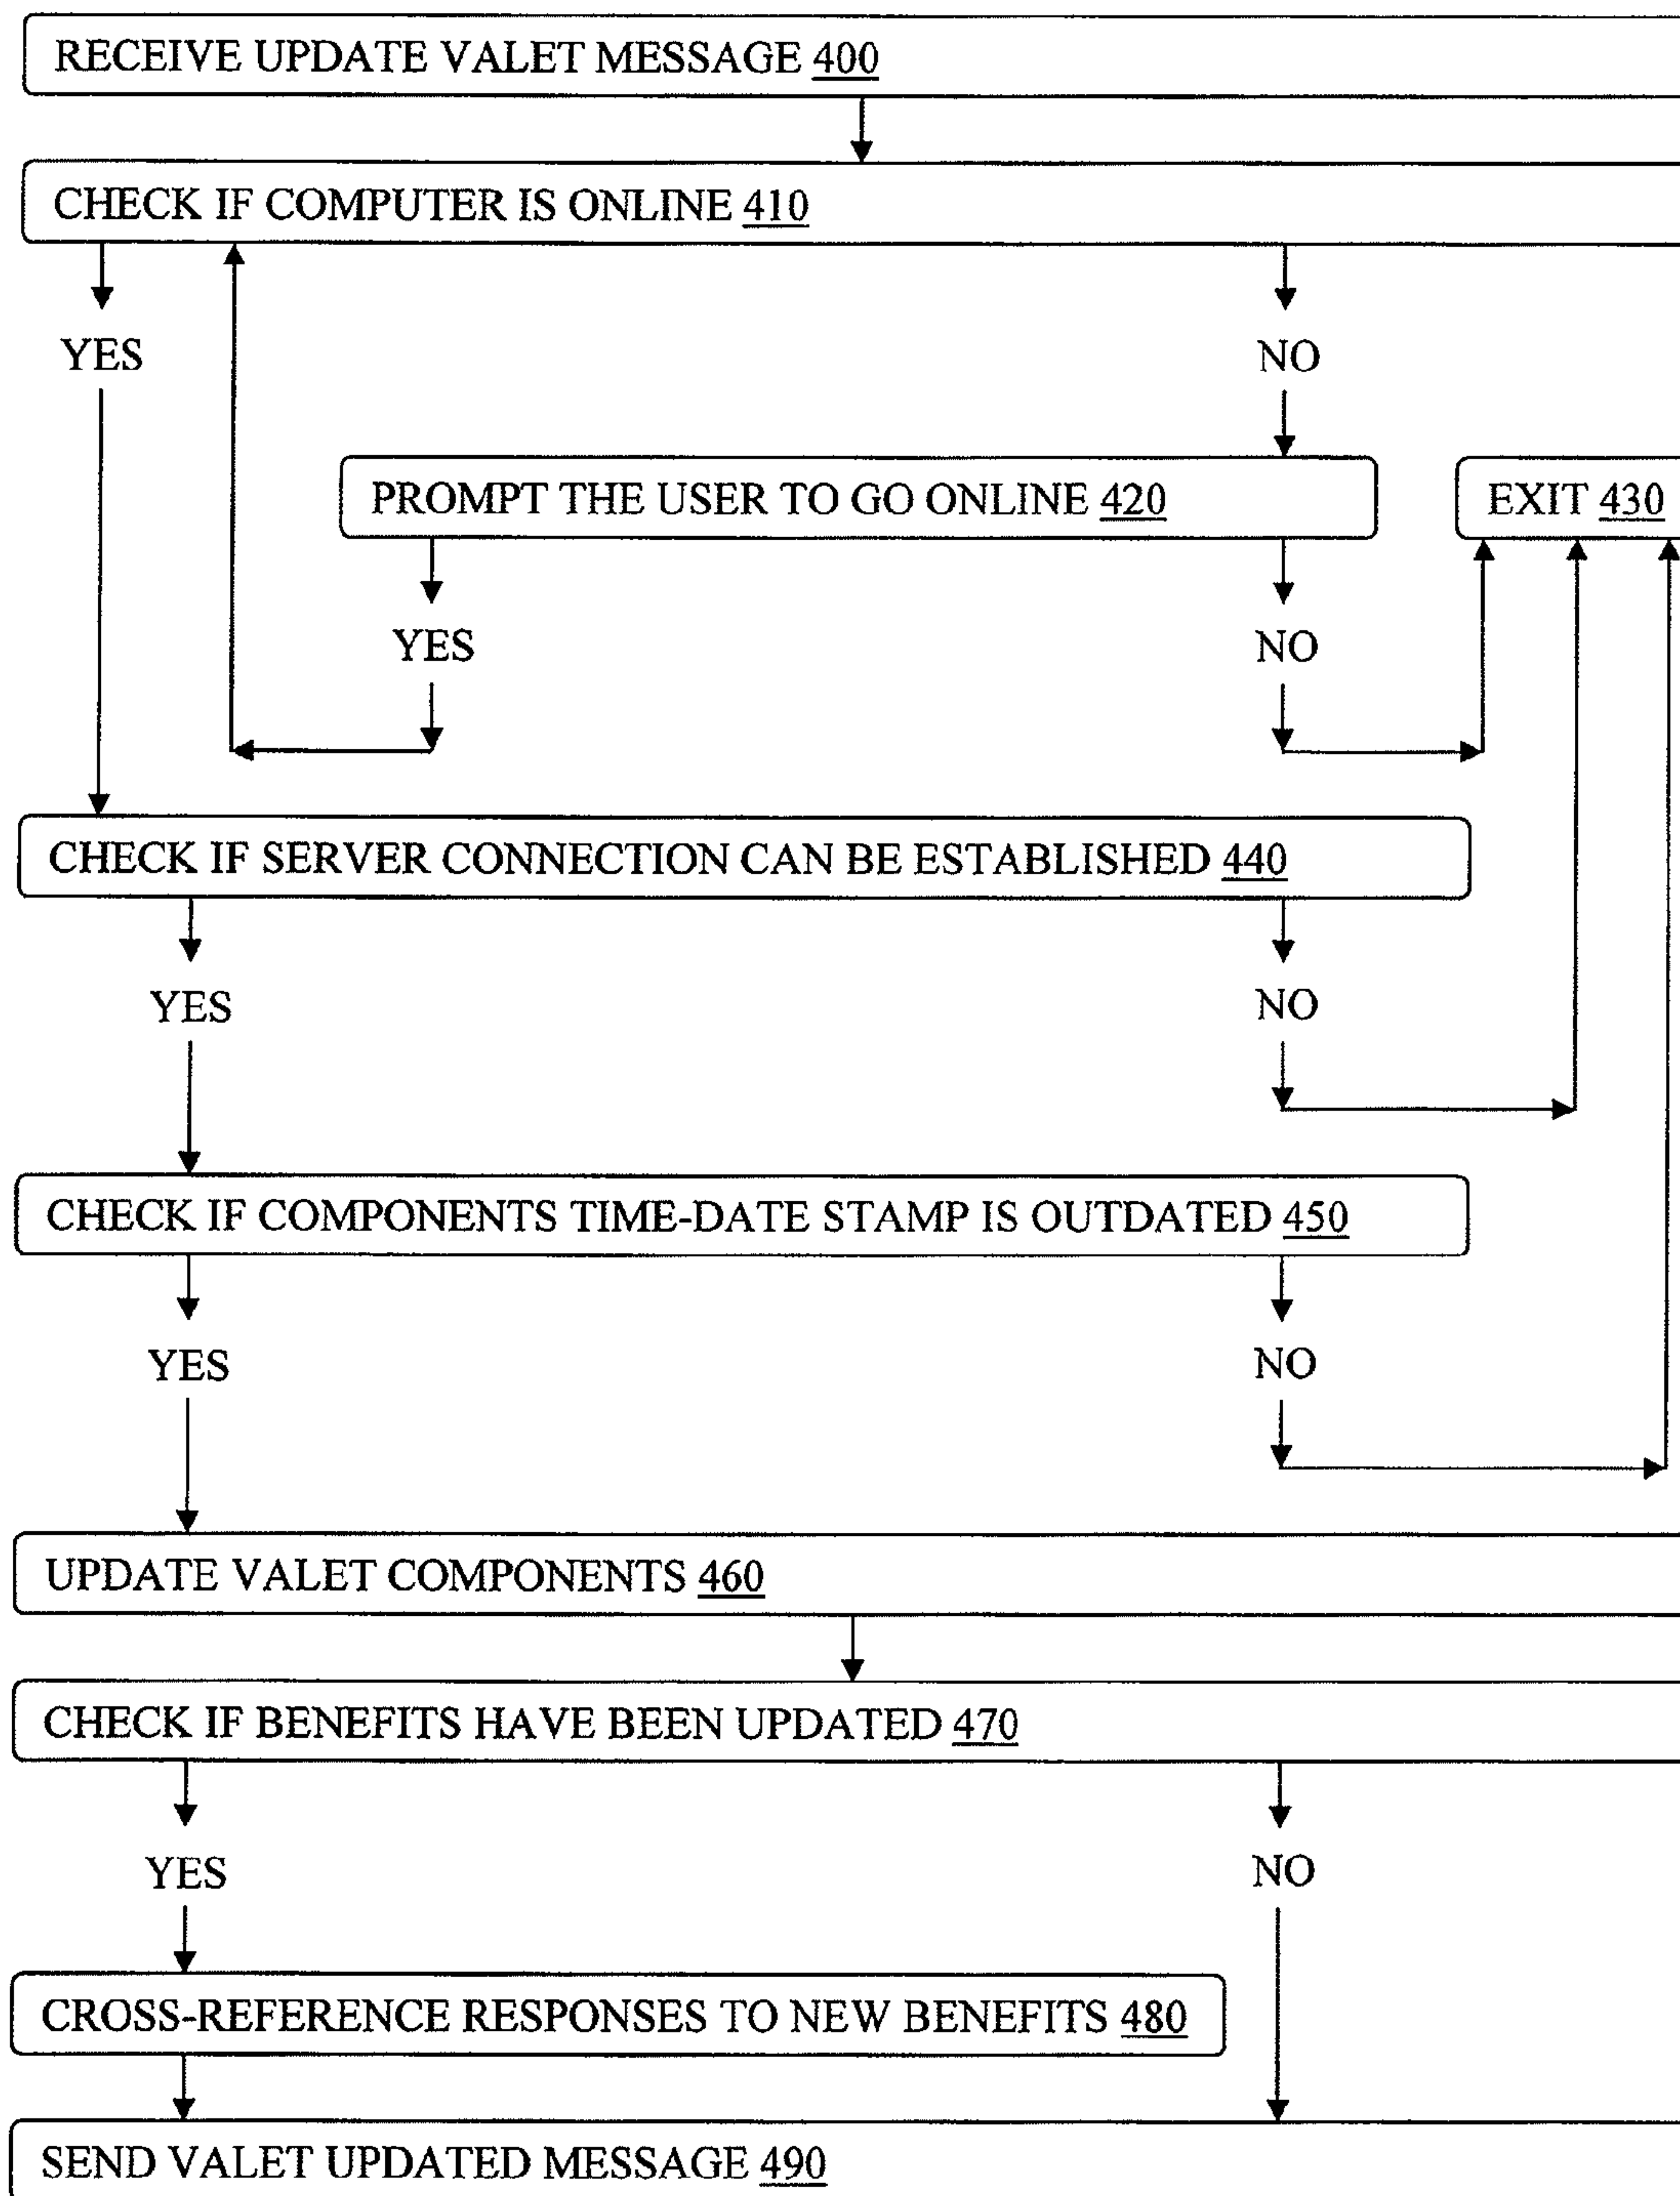 RECEIVE UPDATE VALET MESSAGE 400
CHECK IF COMPUTER IS ONLINE 410
YES
NO
PROMPT THE USER TO GO ONLINE 420
EXIT 430
YES
NO
CHECK IF SERVER CONNECTION CAN BE ESTABLISHED 440
YES
NO
CHECK IF COMPONENTS TIME-DATE STAMP IS OUTDATED 450
YES
NO
UPDATE VALET COMPONENTS 460
CHECK IF BENEFITS HAVE BEEN UPDATED 470
YES
NO
CROSS-REFERENCE RESPONSES TO NEW BENEFITS 480
SEND VALET UPDATED MESSAGE 490